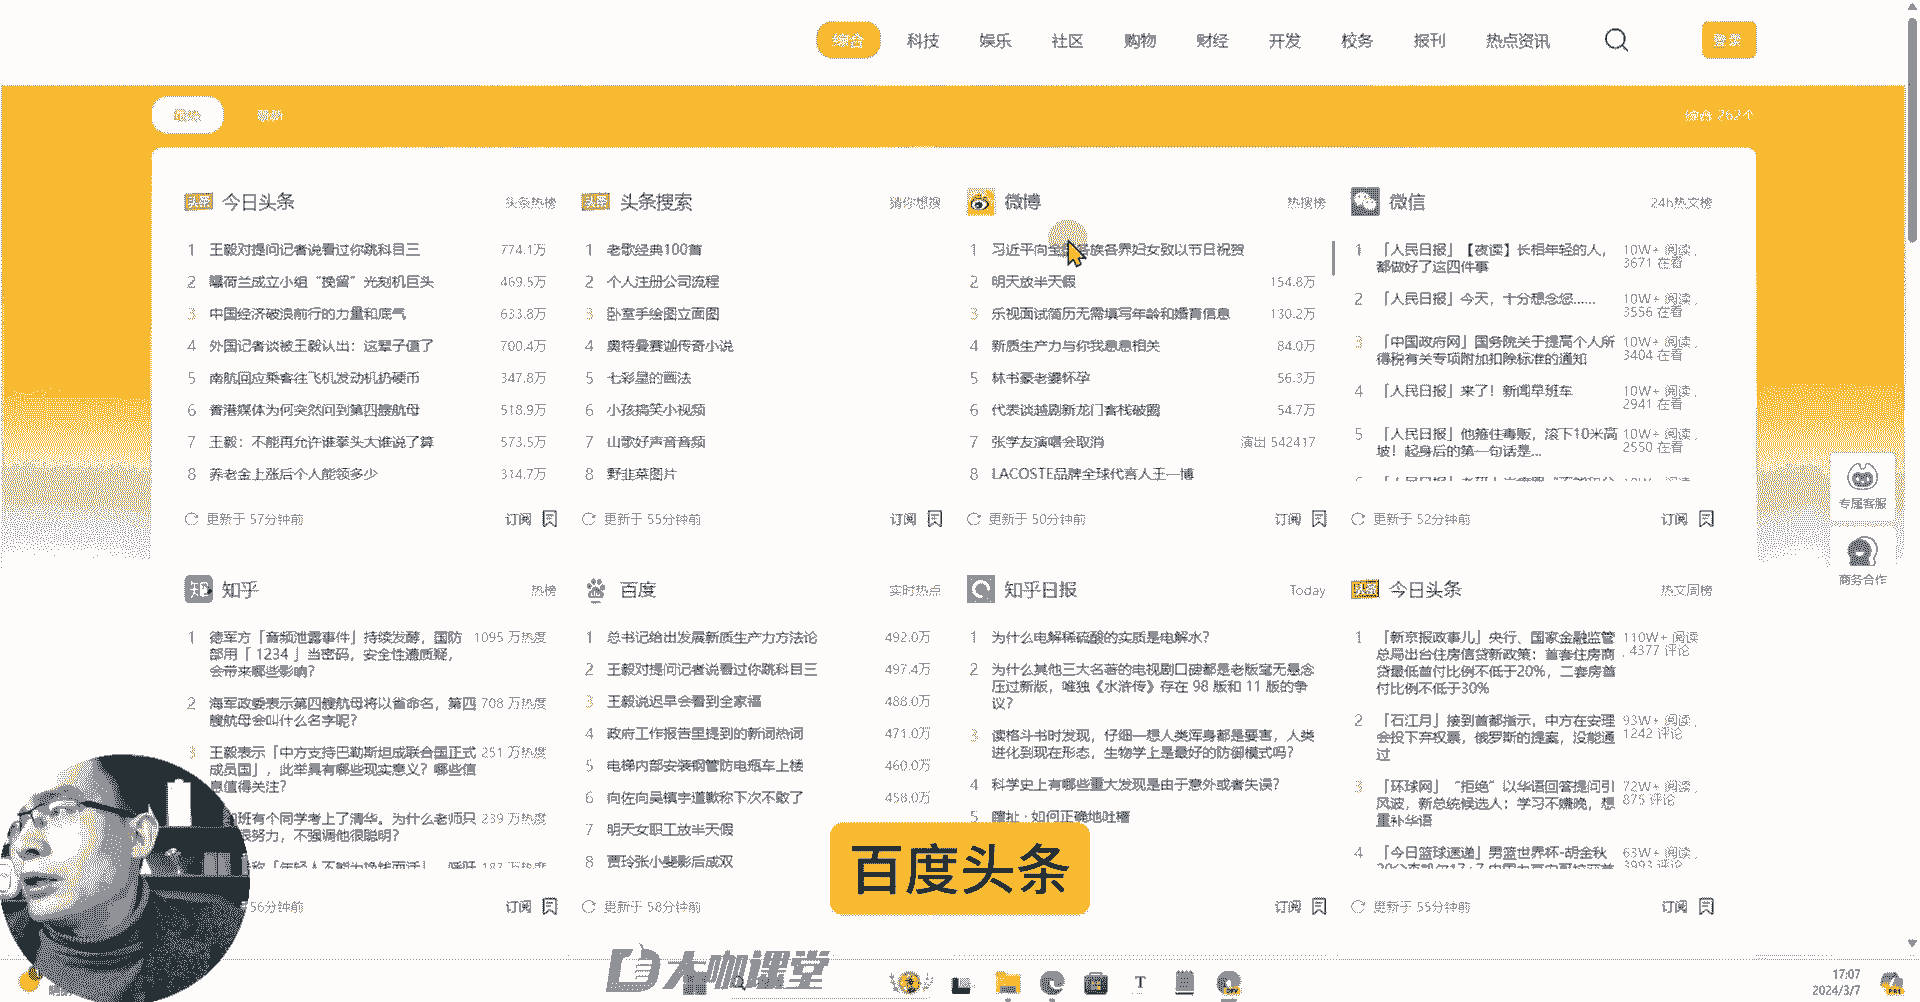 综合 科技 娱乐 社区 购物 财经 开发 校务 报刊 热点资讯 登录
最热 最新 综合 262个
今日头条 头条热榜
1 王毅对提问记者说看过你跳科目三 774.1万
2 曝荷兰成立小组“挽留”光刻机巨头 469.5万
3 中国经济破浪前行的力量和底气 633.8万
4 外国记者谈被王毅认出：这辈子值了 700.4万
5 南航回应乘客往飞机发动机扔硬币 347.8万
6 香港媒体为何突然问到第四艘航母 518.9万
7 王毅：不能再允许谁拳头大谁说了算 573.5万
8 养老金上涨后个人能领多少 314.7万
更新于 57分钟前 订阅
头条搜索 猜你想搜
1 老歌经典100首
2 个人注册公司流程
3 卧室手绘图立面图
4 奥特曼赛迦传奇小说
5 七彩星的画法
6 小孩搞笑小视频
7 山歌好声音音频
8 野韭菜图片
更新于 55分钟前 订阅
微博 热搜榜
1 习近平向全 各族各界妇女致以节日祝贺
2 明天放半天假 154.8万
3 乐视面试简历无需填写年龄和婚育信息 130.2万
4 新质生产力与你我息息相关 84.0万
5 林书豪老婆怀孕 56.3万
6 代表谈越剧新龙门客栈破圈 54.7万
7 张学友演唱会取消 演出 542417
8 LACOSTE品牌全球代言人王一博
更新于 50分钟前 订阅
微信 24h热文榜
1 「人民日报」【夜读】长相年轻的人， 10W+ 阅读，
都做好了这四件事 3671 在看
2 「人民日报」今天，十分想念您…… 10W+ 阅读，
3556 在看
3 「中国政府网」国务院关于提高个人所 10W+ 阅读，
得税有关专项附加扣除标准的通知 3404 在看
4 「人民日报」来了！新闻早班车 10W+ 阅读，
2941 在看
5 「人民日报」他箍住毒贩，滚下10米高 10W+ 阅读，
坡！起身后的第一句话是... 2550 在看
更新于 52分钟前 订阅
知乎 热榜
1 德军方「音频泄露事件」持续发酵，国防 1095 万热度
部用「 1234 」当密码，安全性遭质疑，
会带来哪些影响？
2 海军政委表示第四艘航母将以省命名，第四 708 万热度
艘航母会叫什么名字呢？
3 王毅表示「中方支持巴勒斯坦成联合国正式 251 万热度
成员国」，此举具有哪些现实意义？哪些信
息值得关注？
班有个同学考上了清华。为什么老师只 239 万热度
很努力，不强调他很聪明？
56分钟前 订阅
百度 实时热点
1 总书记给出发展新质生产力方法论 492.0万
2 王毅对提问记者说看过你跳科目三 497.4万
3 王毅说迟早会看到全家福 488.0万
4 政府工作报告里提到的新词热词 471.0万
5 电梯内部安装钢管防电瓶车上楼 460.0万
6 向佐向吴镇宇道歉称下次不敢了 458.0万
7 明天女职工放半天假
8 贾玲张小斐影后成双
更新于 58分钟前
知乎日报 Today
1 为什么电解稀硫酸的实质是电解水？
2 为什么其他三大名著的电视剧口碑都是老版毫无悬念
压过新版，唯独《水浒传》存在 98 版和 11 版的争
议？
3 读格斗书时发现，仔细一想人类浑身都是要害，人类
进化到现在形态，生物学上是最好的防御模式吗？
4 科学史上有哪些重大发现是由于意外或者失误？
5 瞎扯 · 如何正确地吐槽
订阅
今日头条 热文周榜
1 「新京报政事儿」央行、国家金融监管 110W+ 阅读
总局出台住房信贷新政策：首套住房商 ，4377 评论
贷最低首付比例不低于20%，二套房首
付比例不低于30%
2 「石江月」接到首都指示，中方在安理 93W+ 阅读，
会投下弃权票，俄罗斯的提案，没能通 1242 评论
过
3 「环球网」“拒绝”以华语回答提问引 72W+ 阅读，
风波，新总统候选人：学习不嫌晚，想 875 评论
重补华语
4 「今日篮球速递」男篮世界杯-胡金秋 63W+ 阅读，
3993 评论
更新于 55分钟前 订阅
专属客服
商务合作
百度头条
大咖课堂
17:07
2024/3/7